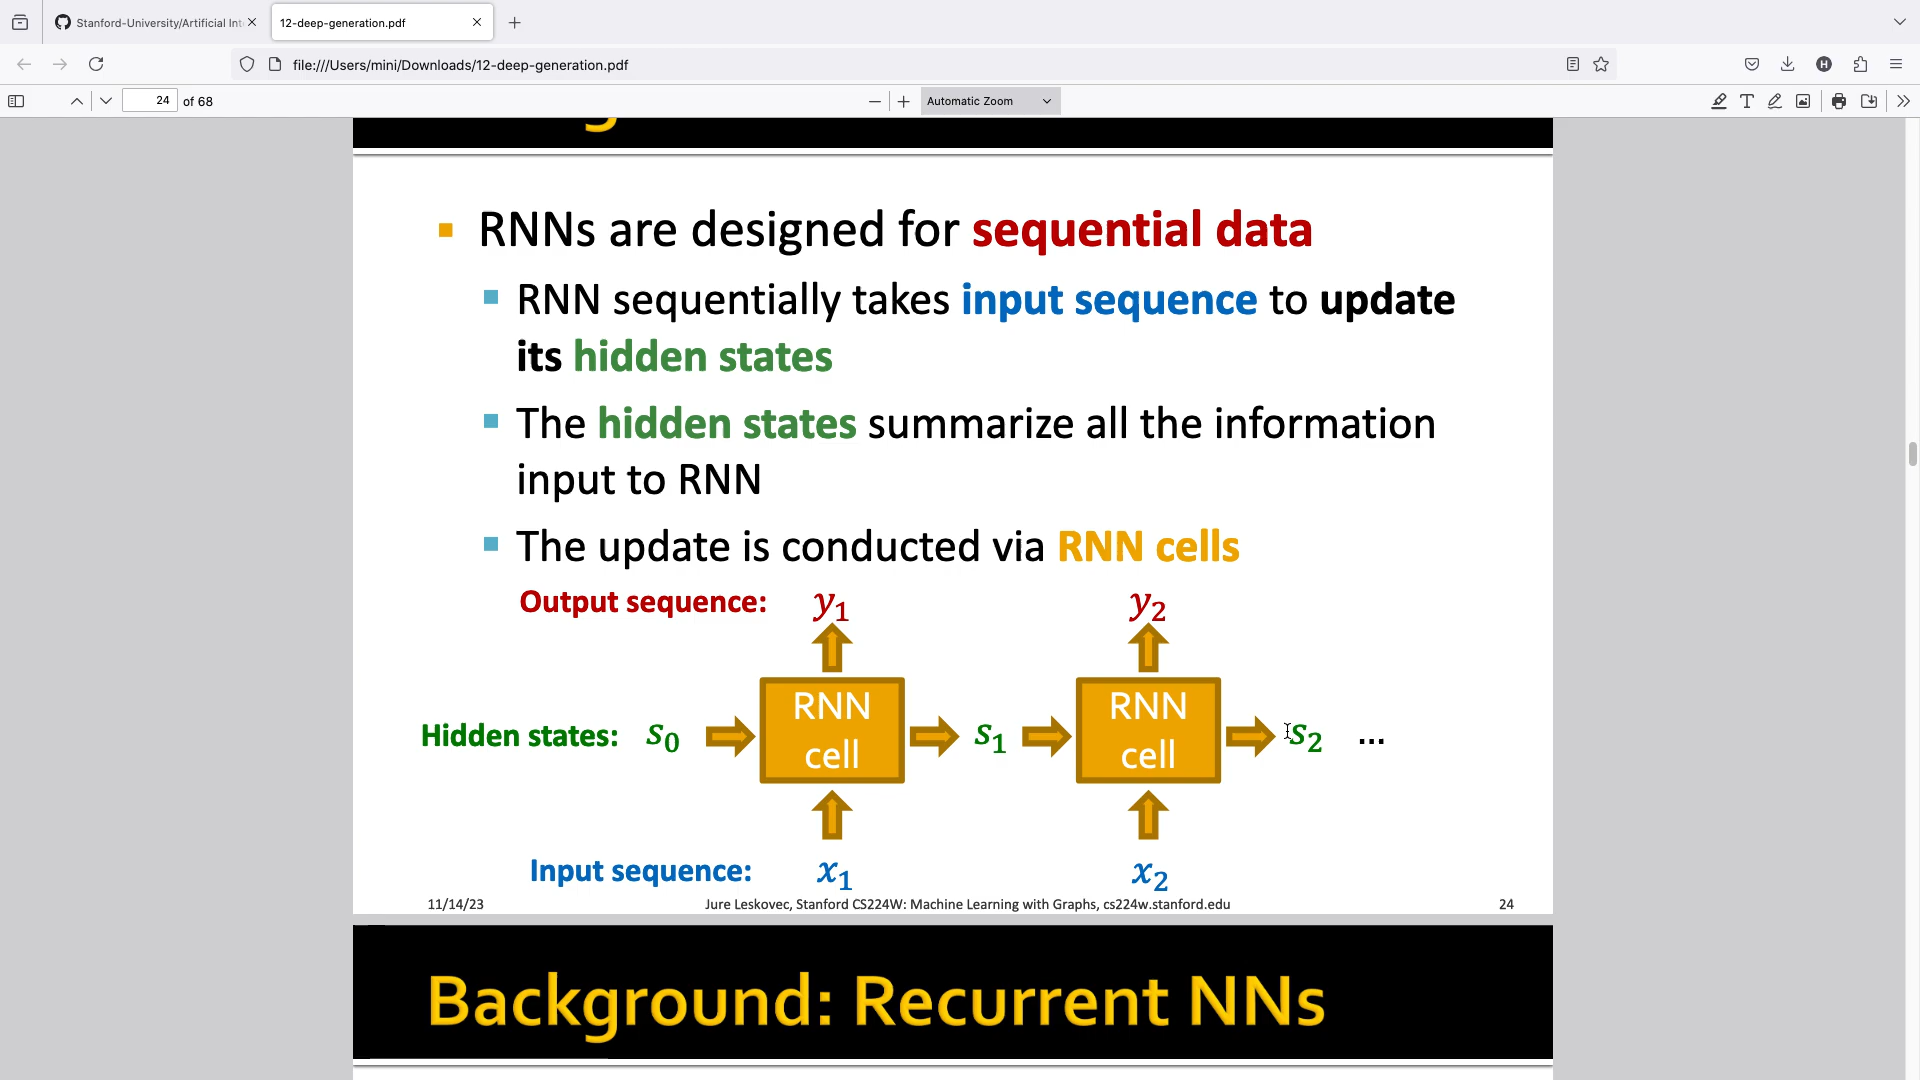 Stanford-University/Artificial Int
12-deep-generation.pdf
file:///Users/mini/Downloads/12-deep-generation.pdf
H
24 of 68
Automatic Zoom
RNNs are designed for sequential data
RNN sequentially takes input sequence to update
its hidden states
The hidden states summarize all the information
input to RNN
The update is conducted via RNN cells
Output sequence: y₁ y₂
RNN RNN
Hidden states: s₀ s₁ s₂ ...
cell cell
Input sequence: x₁ x₂
11/14/23 Jure Leskovec, Stanford CS224W: Machine Learning with Graphs, cs224w.stanford.edu 24
Background: Recurrent NNs